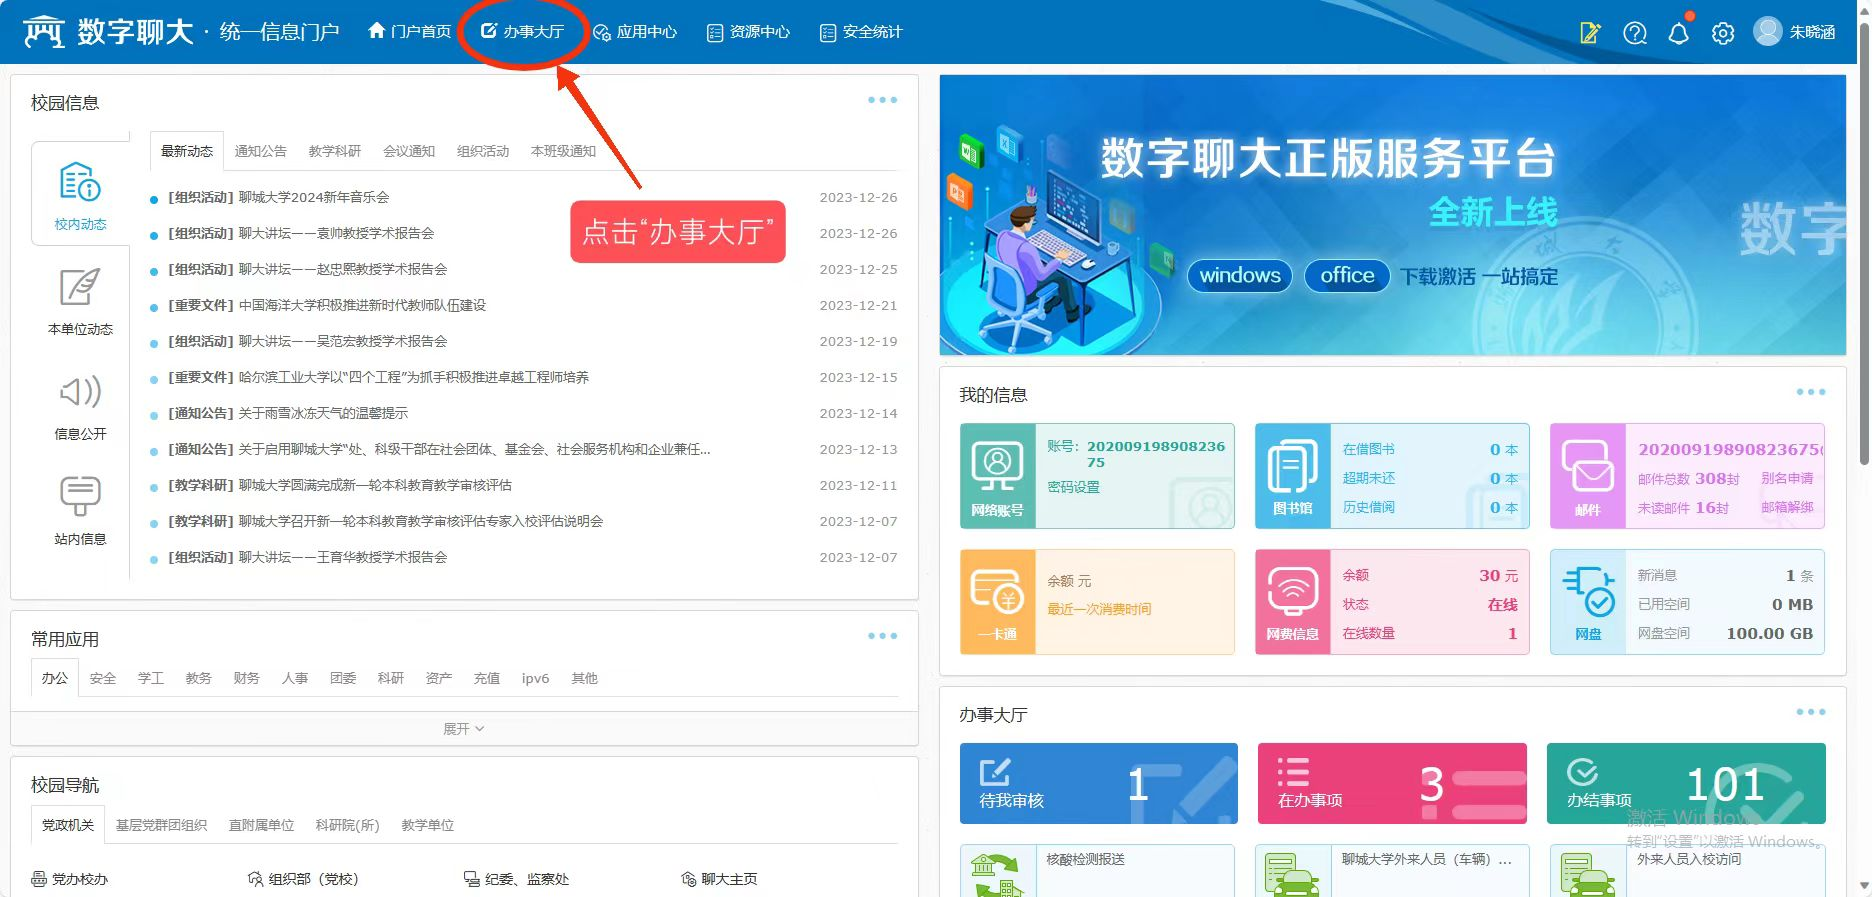 数字聊大 · 统一信息门户
门户首页 办事大厅 应用中心 资源中心 安全统计
朱晓涵
校园信息
最新动态 通知公告 教学科研 会议通知 组织活动 本班级通知
校内动态
本单位动态
信息公开
站内信息
[组织活动] 聊城大学2024新年音乐会 2023-12-26
[组织活动] 聊大讲坛——袁帅教授学术报告会 2023-12-26
[组织活动] 聊大讲坛——赵忠熙教授学术报告会 2023-12-25
[重要文件] 中国海洋大学积极推进新时代教师队伍建设 2023-12-21
[组织活动] 聊大讲坛——吴范宏教授学术报告会 2023-12-19
[重要文件] 哈尔滨工业大学以“四个工程”为抓手积极推进卓越工程师培养 2023-12-15
[通知公告] 关于雨雪冰冻天气的温馨提示 2023-12-14
[通知公告] 关于启用聊城大学“处、科级干部在社会团体、基金会、社会服务机构和企业兼任... 2023-12-13
[教学科研] 聊城大学圆满完成新一轮本科教育教学审核评估 2023-12-11
[教学科研] 聊城大学召开新一轮本科教育教学审核评估专家入校评估说明会 2023-12-07
[组织活动] 聊大讲坛——王育华教授学术报告会 2023-12-07
点击“办事大厅”
常用应用
办公 安全 学工 教务 财务 人事 团委 科研 资产 充值 ipv6 其他
展开
校园导航
党政机关 基层党群团组织 直附属单位 科研院(所) 教学单位
党办校办 组织部（党校） 纪委、监察处 聊大主页
数字聊大正版服务平台
全新上线
windows office 下载激活 一站搞定
数字
我的信息
网络账号
账号：202009198908236
75
密码设置
图书馆
在借图书 0 本
超期未还 0 本
历史借阅 0 本
邮件
20200919890823675
邮件总数 308封 别名申请
未读邮件 16封 邮箱解绑
一卡通
余额 元
最近一次消费时间
网费信息
余额 30 元
状态 在线
在线数量 1
网盘
新消息 1 条
已用空间 0 MB
网盘空间 100.00 GB
办事大厅
待我审核 1
在办事项 3
办结事项 101
激活 Windows
转到“设置”以激活 Windows。
核酸检测报送
聊城大学外来人员（车辆）...
外来人员入校访问